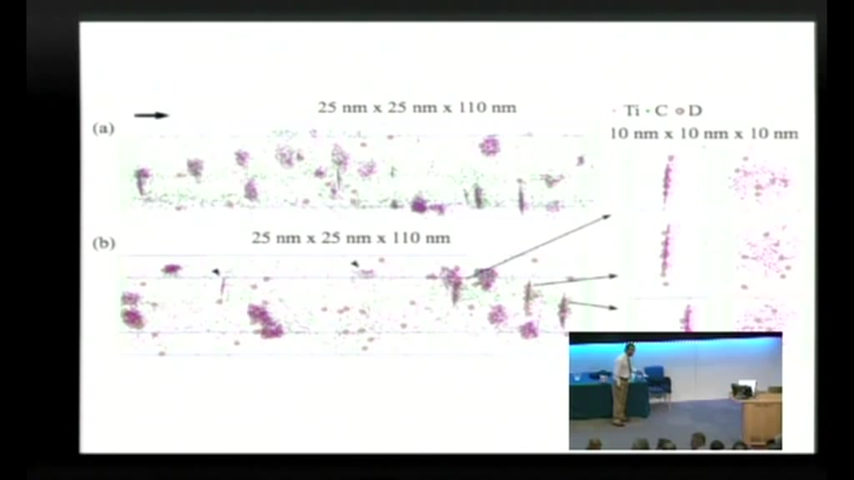 25 nm x 25 nm x 110 nm
(a)
· Ti · C ● D
10 nm x 10 nm x 10 nm
(b)
25 nm x 25 nm x 110 nm